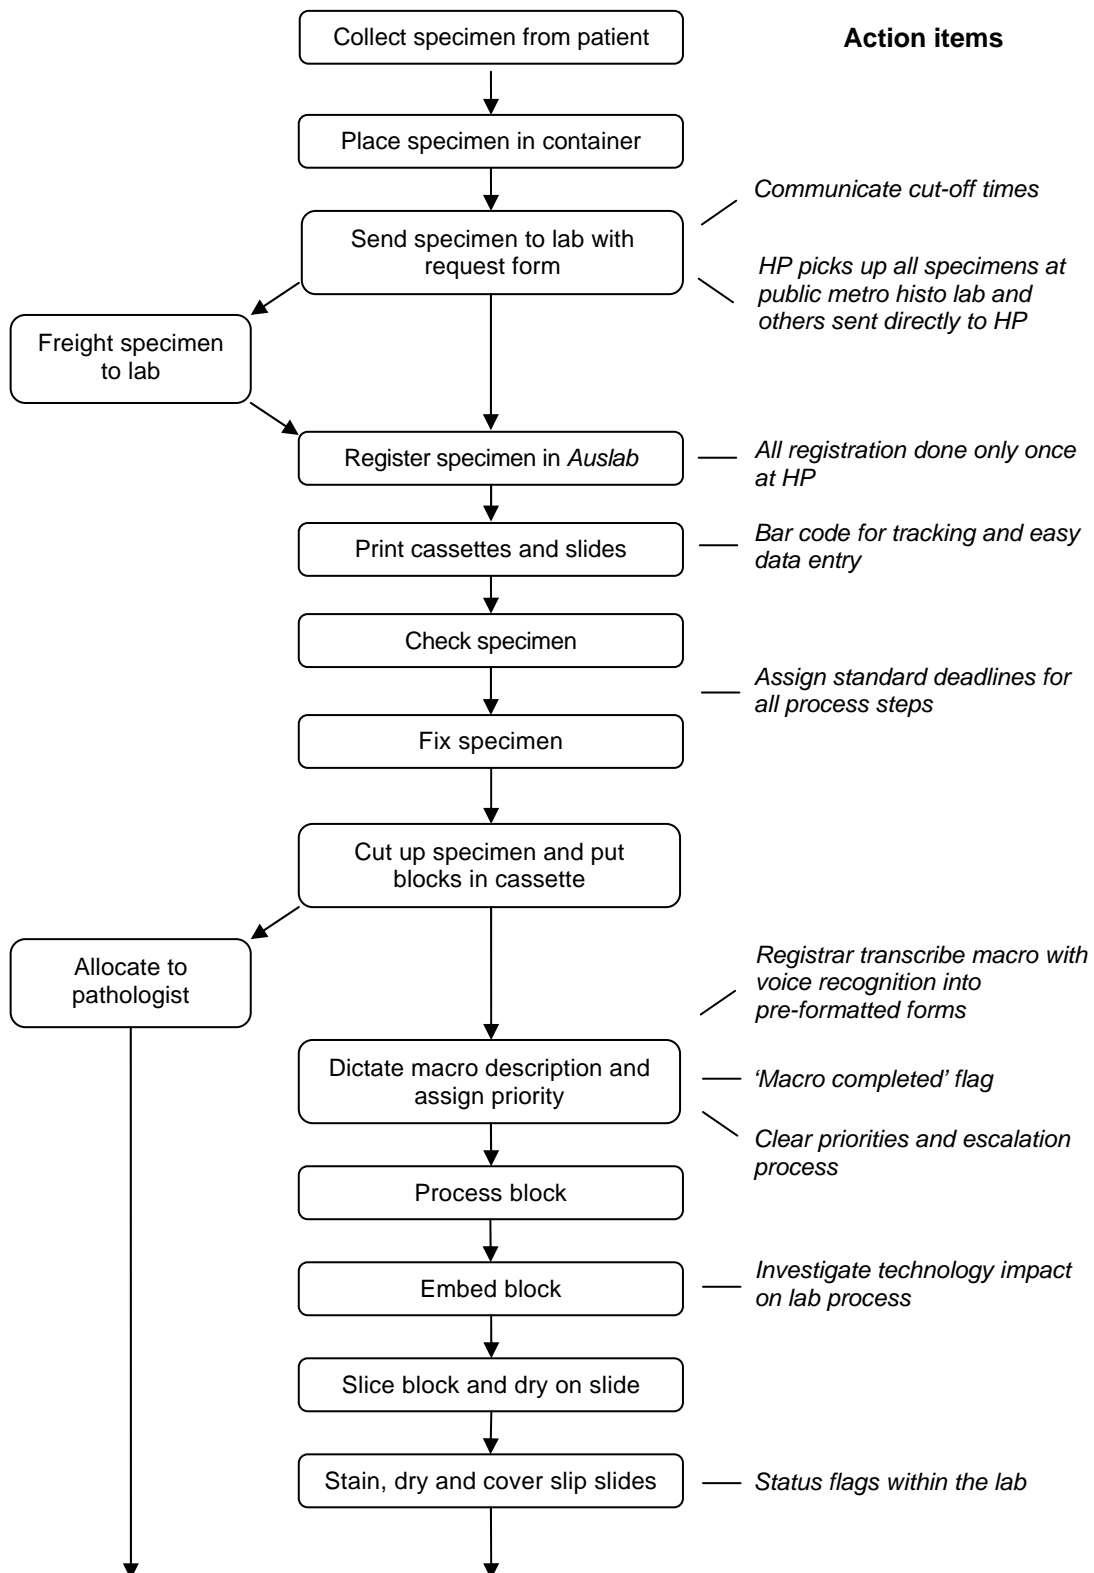 Collect specimen from patient
Action items
Place specimen in container
Communicate cut-off times
Send specimen to lab with
request form
HP picks up all specimens at
public metro histo lab and
others sent directly to HP
Freight specimen
to lab
Register specimen in Auslab
All registration done only once
at HP
Print cassettes and slides
Bar code for tracking and easy
data entry
Check specimen
Assign standard deadlines for
all process steps
Fix specimen
Cut up specimen and put
blocks in cassette
Allocate to
pathologist
Registrar transcribe macro with
voice recognition into
pre-formatted forms
Dictate macro description and
assign priority
‘Macro completed’ flag
Clear priorities and escalation
process
Process block
Embed block
Investigate technology impact
on lab process
Slice block and dry on slide
Stain, dry and cover slip slides
Status flags within the lab